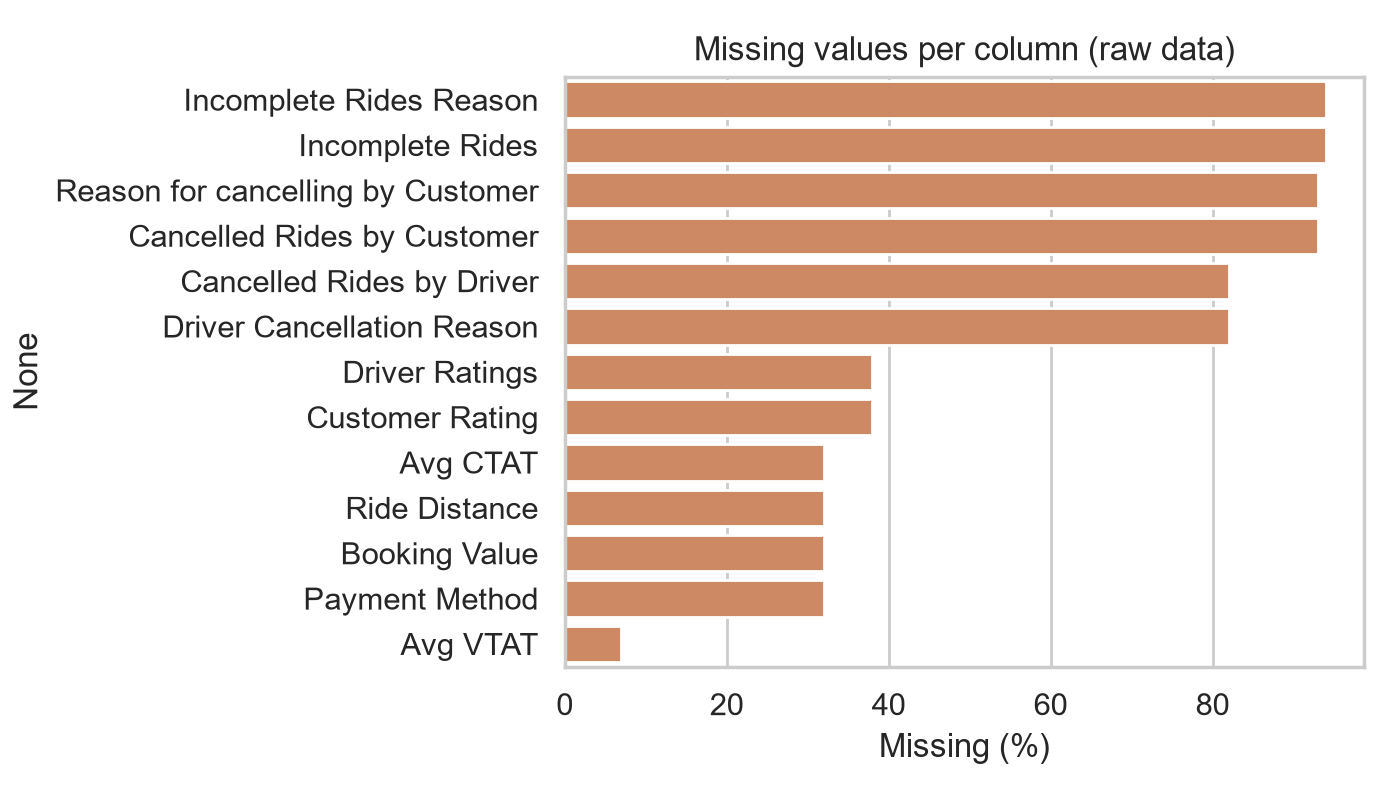 Missing values per column (raw data)
Incomplete Rides Reason
Incomplete Rides
Reason for cancelling by Customer
Cancelled Rides by Customer
Cancelled Rides by Driver
Driver Cancellation Reason
Driver Ratings
Customer Rating
Avg CTAT
Ride Distance
Booking Value
Payment Method
Avg VTAT
None
0 20 40 60 80
Missing (%)